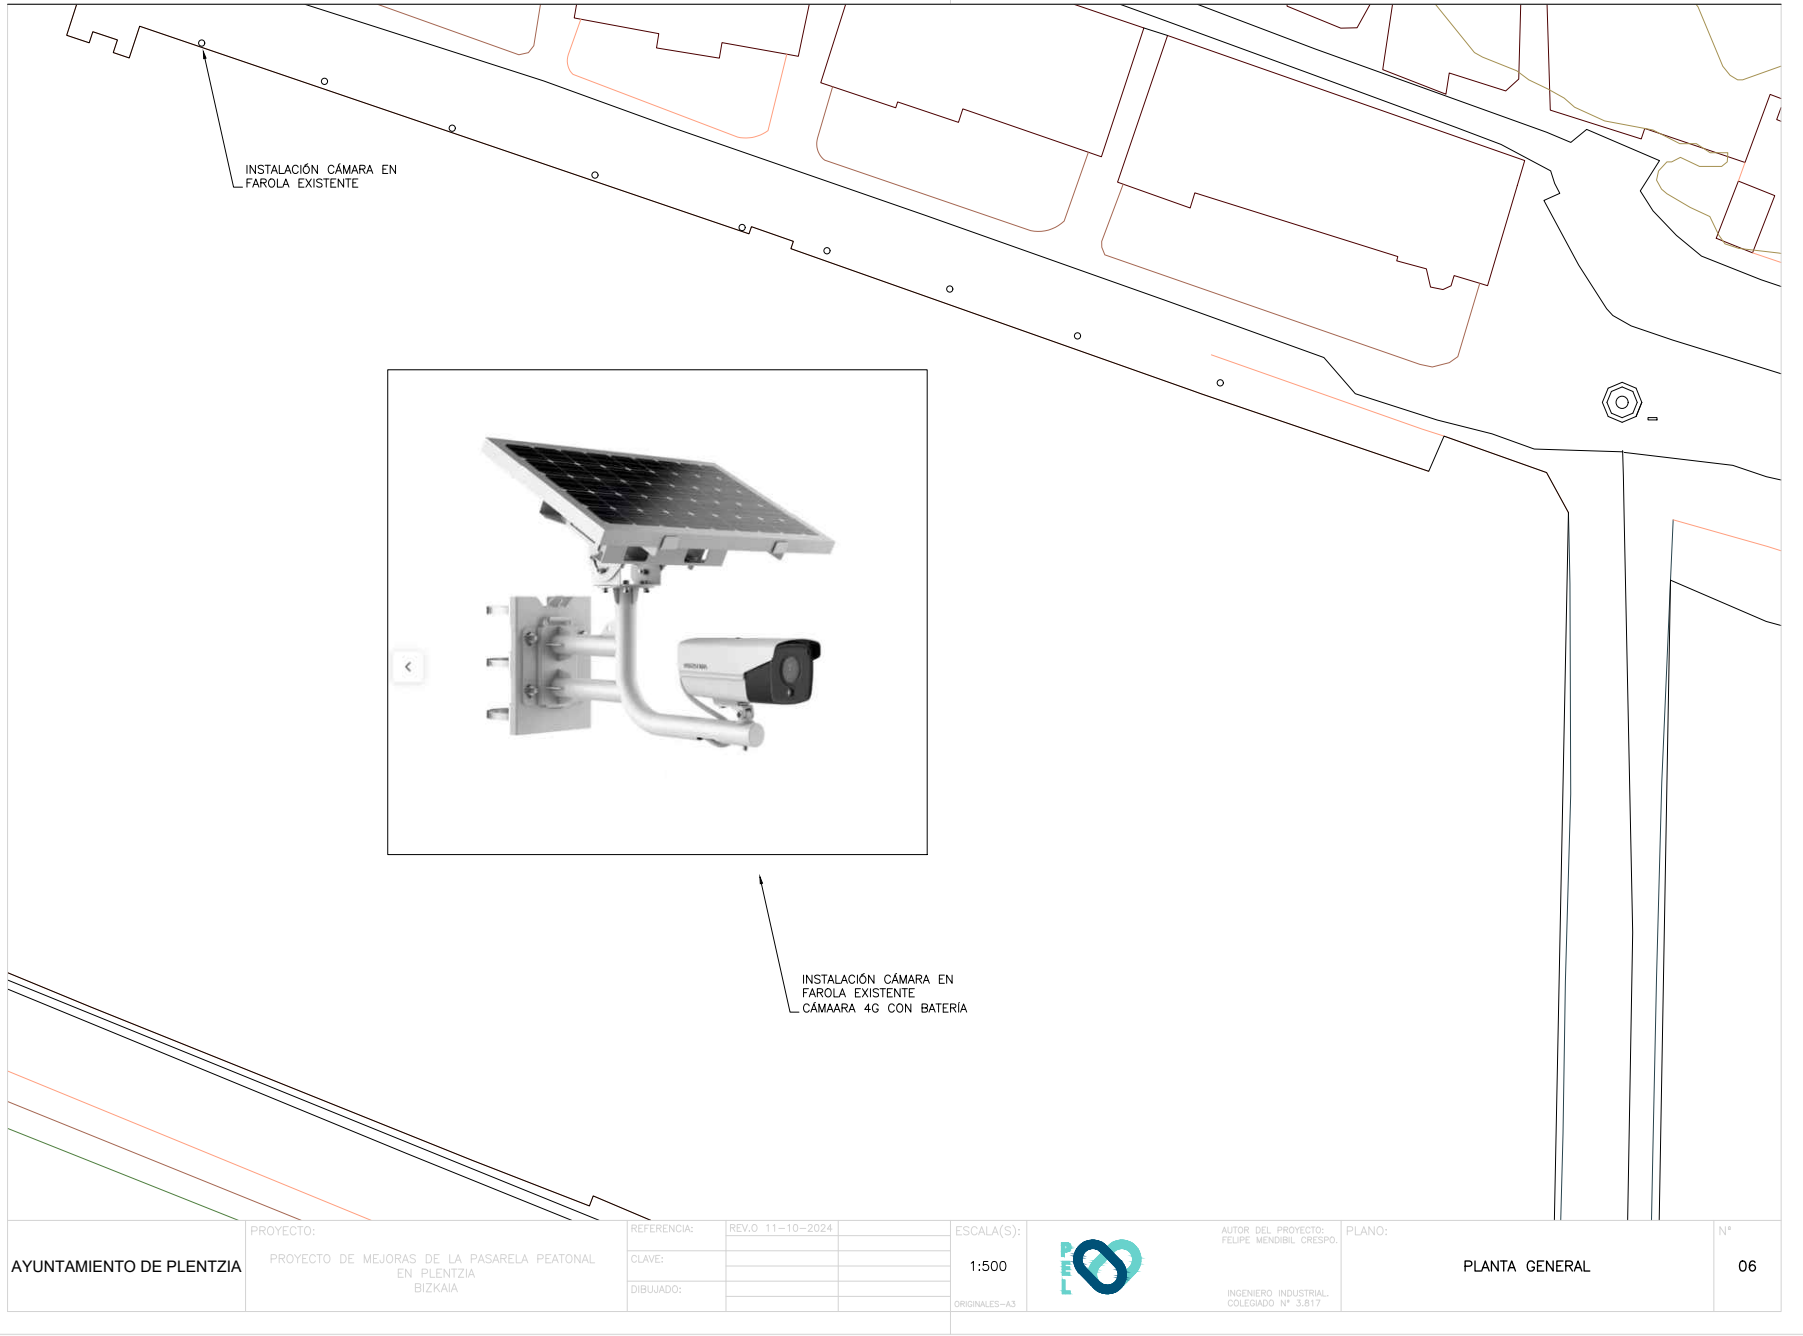 INSTALACIÓN CÁMARA EN
FAROLA EXISTENTE
INSTALACIÓN CÁMARA EN
FAROLA EXISTENTE
CÁMAARA 4G CON BATERÍA
AYUNTAMIENTO DE PLENTZIA
PROYECTO:
PROYECTO DE MEJORAS DE LA PASARELA PEATONAL
EN PLENTZIA
BIZKAIA
REFERENCIA:
REV.0 11-10-2024
CLAVE:
DIBUJADO:
ESCALA(S):
1:500
ORIGINALES-A3
PEL
AUTOR DEL PROYECTO:
FELIPE MENDIBIL CRESPO.
INGENIERO INDUSTRIAL.
COLEGIADO Nº 3.817
PLANO:
PLANTA GENERAL
Nº
06